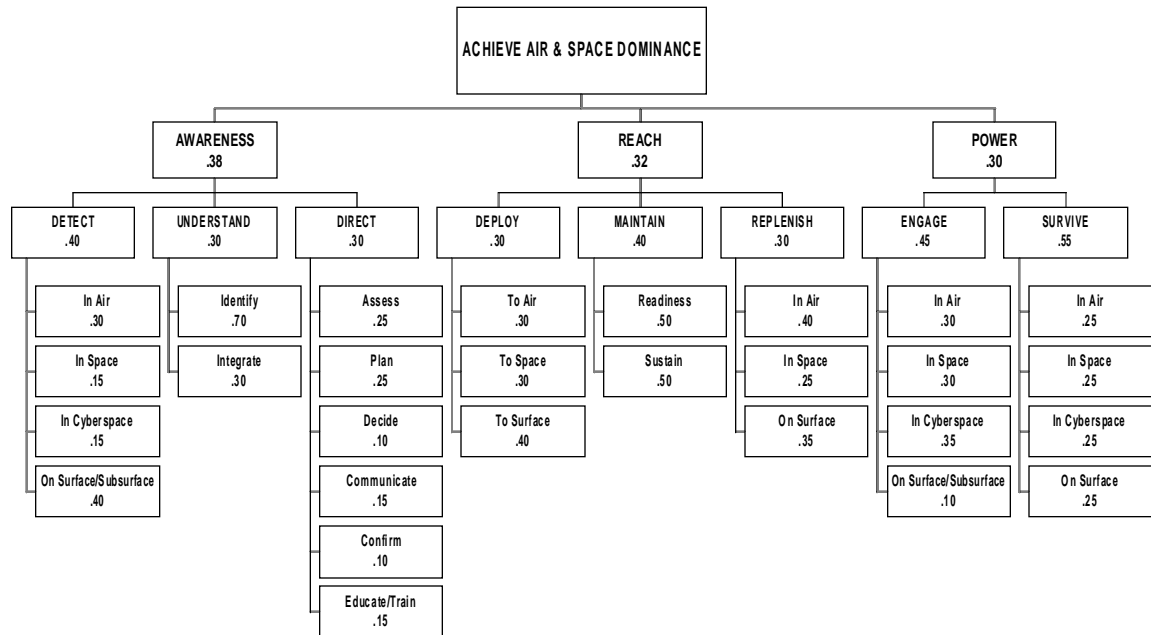 ACHIEVE AIR & SPACE DOMINANCE
AWARENESS
.38
REACH
.32
POWER
.30
DETECT
.40
UNDERSTAND
.30
DIRECT
.30
DEPLOY
.30
MAINTAIN
.40
REPLENISH
.30
ENGAGE
.45
SURVIVE
.55
In Air
.30
In Space
.15
In Cyberspace
.15
On Surface/Subsurface
.40
Identify
.70
Integrate
.30
Assess
.25
Plan
.25
Decide
.10
Communicate
.15
Confirm
.10
Educate/Train
.15
To Air
.30
To Space
.30
To Surface
.40
Readiness
.50
Sustain
.50
In Air
.40
In Space
.25
On Surface
.35
In Air
.30
In Space
.30
In Cyberspace
.35
On Surface/Subsurface
.10
In Air
.25
In Space
.25
In Cyberspace
.25
On Surface
.25